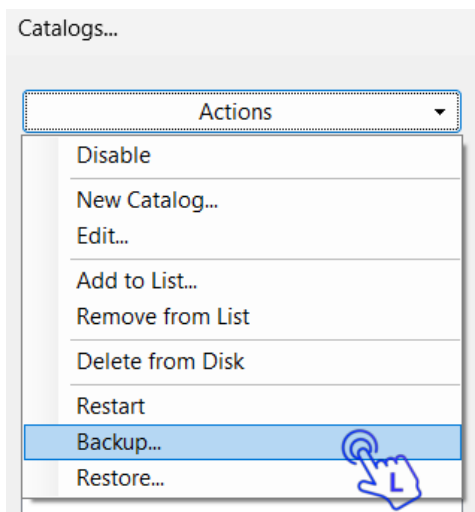 Catalogs...
Actions
Disable
New Catalog...
Edit...
Add to List...
Remove from List
Delete from Disk
Restart
Backup...
L
Restore...